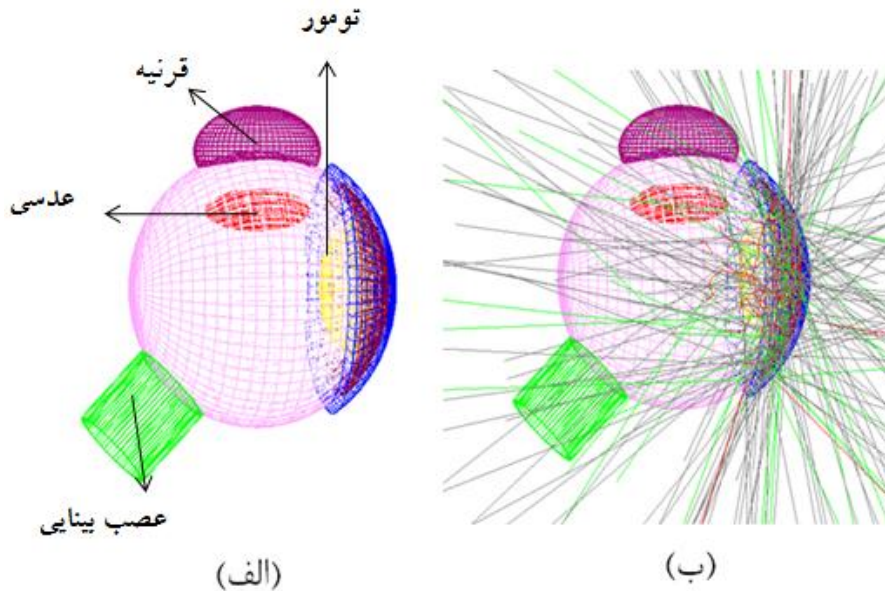 تومور
قرنیه
عدسی
عصب بینایی
(الف)
(ب)